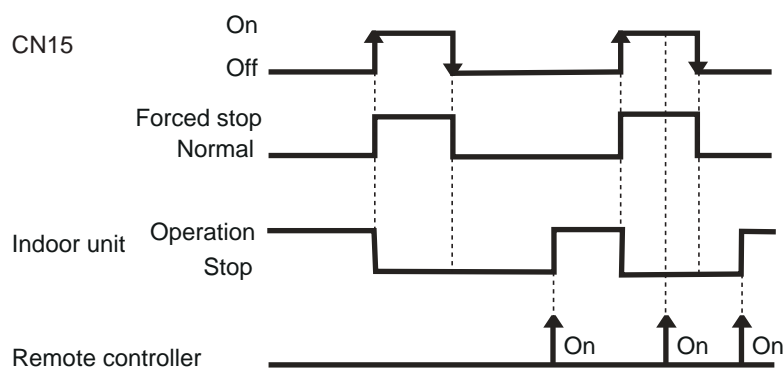 On
CN15
Off
Forced stop
Normal
Operation
Indoor unit
Stop
On
On
On
Remote controller